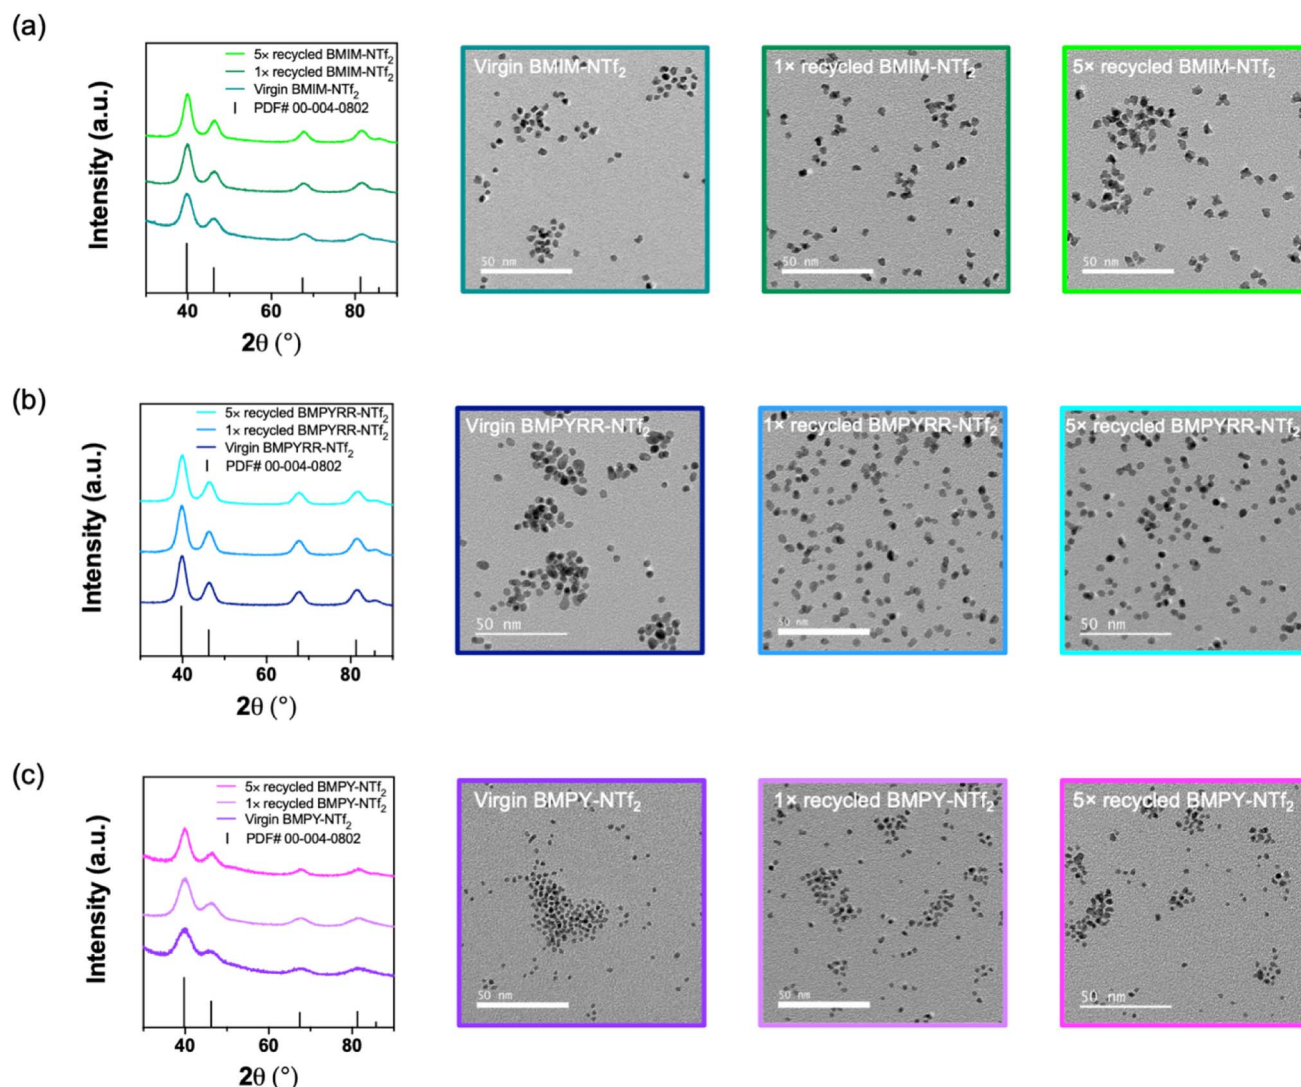 (a)
Intensity (a.u.)
5× recycled BMIM-NTf₂
1× recycled BMIM-NTf₂
Virgin BMIM-NTf₂
PDF# 00-004-0802
40 60 80
2θ (°)
Virgin BMIM-NTf₂
50 nm
1× recycled BMIM-NTf₂
50 nm
5× recycled BMIM-NTf₂
50 nm
(b)
Intensity (a.u.)
5× recycled BMPYRR-NTf₂
1× recycled BMPYRR-NTf₂
Virgin BMPYRR-NTf₂
PDF# 00-004-0802
40 60 80
2θ (°)
Virgin BMPYRR-NTf₂
50 nm
1× recycled BMPYRR-NTf₂
50 nm
5× recycled BMPYRR-NTf₂
50 nm
(c)
Intensity (a.u.)
5× recycled BMPY-NTf₂
1× recycled BMPY-NTf₂
Virgin BMPY-NTf₂
PDF# 00-004-0802
40 60 80
2θ (°)
Virgin BMPY-NTf₂
50 nm
1× recycled BMPY-NTf₂
50 nm
5× recycled BMPY-NTf₂
50 nm